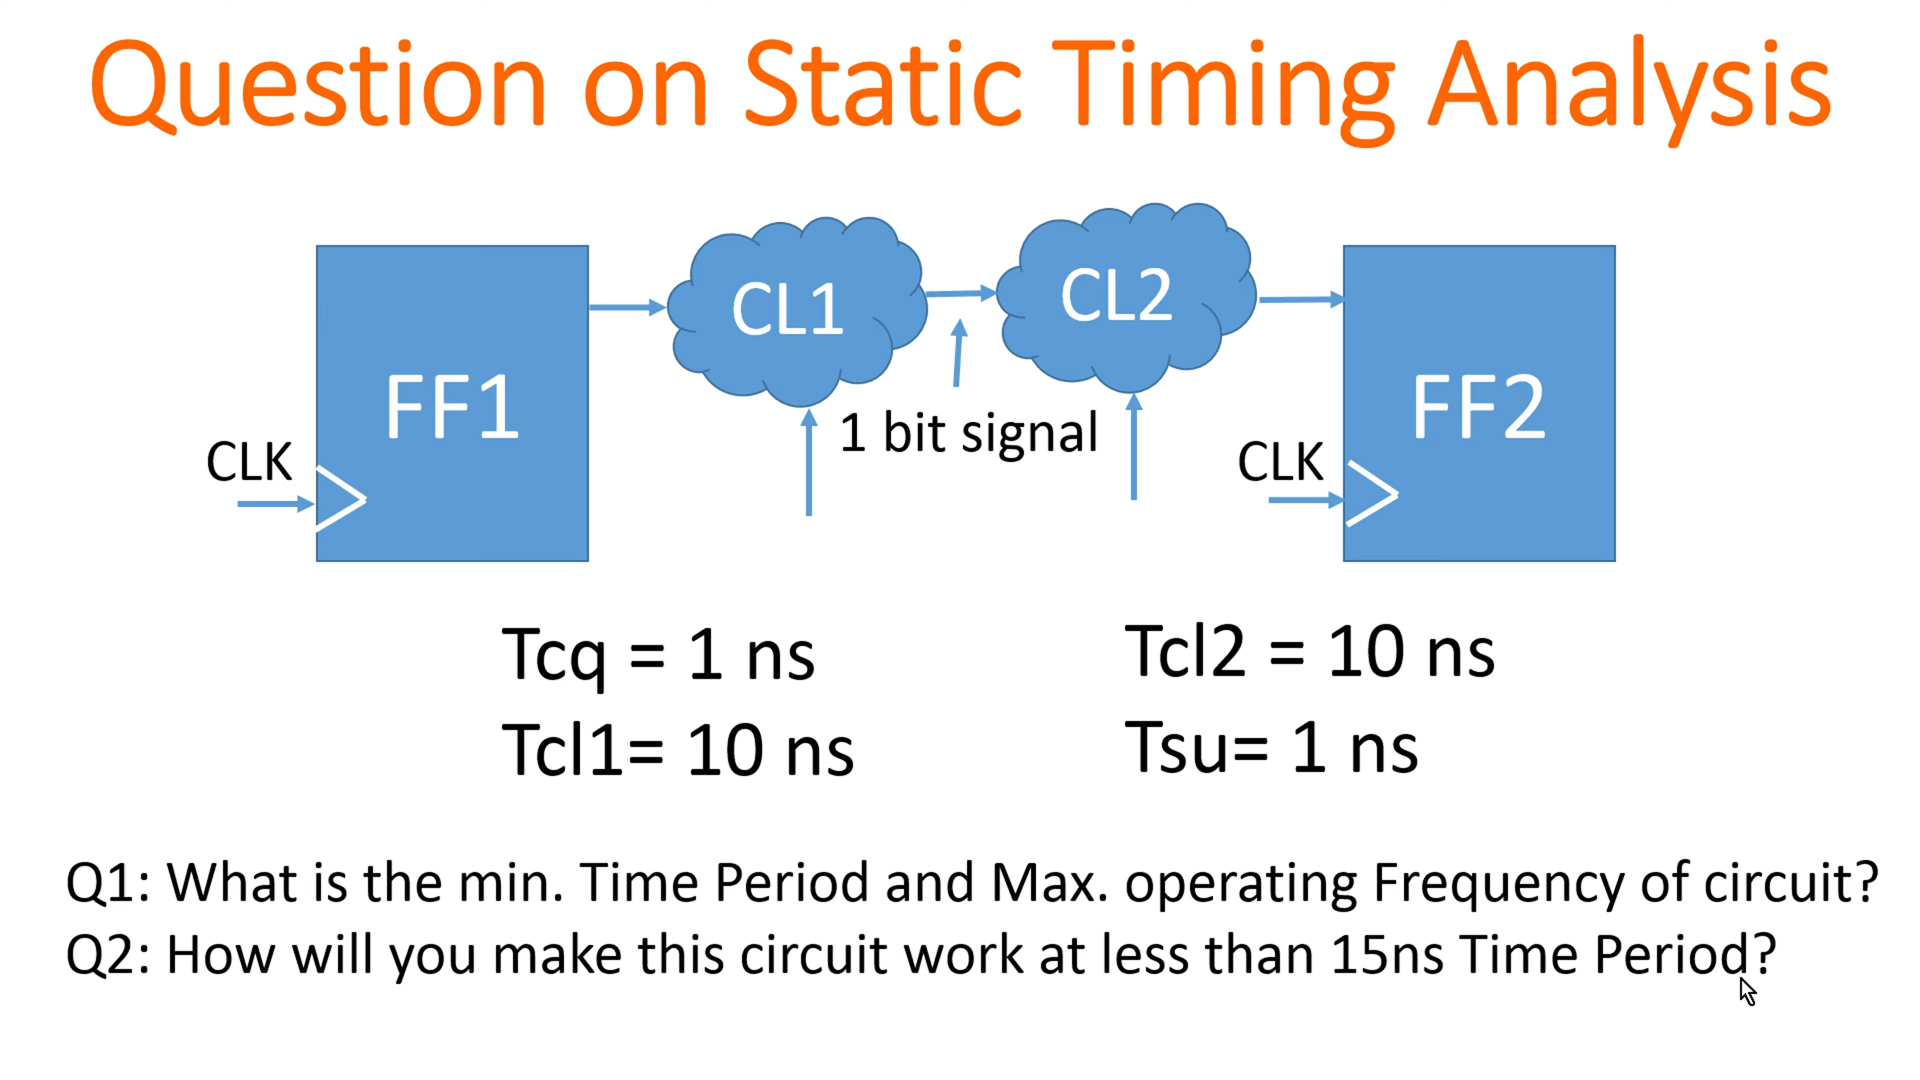 Question on Static Timing Analysis
FF1
CL1
CL2
FF2
CLK
1 bit signal
CLK
Tcq = 1 ns
Tcl1= 10 ns
Tcl2 = 10 ns
Tsu= 1 ns
Q1: What is the min. Time Period and Max. operating Frequency of circuit?
Q2: How will you make this circuit work at less than 15ns Time Period?